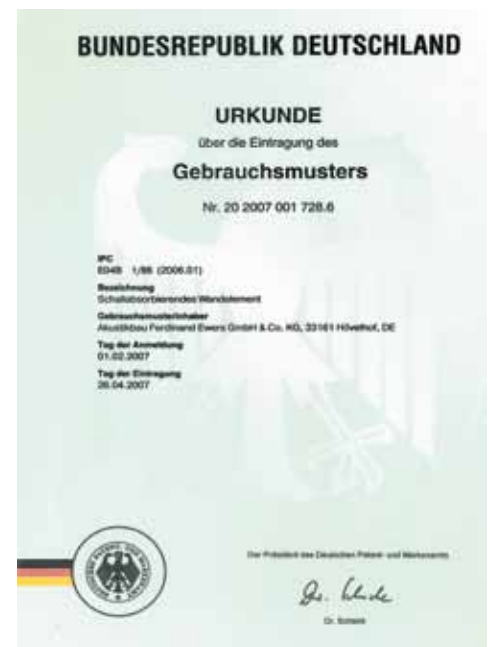 BUNDESREPUBLIK DEUTSCHLAND
URKUNDE
über die Eintragung des
Gebrauchsmusters
Nr. 20 2007 001 728.6
IPC
E04B 1/86 (2006.01)
Bezeichnung
Schallabsorbierendes Wandelement
Gebrauchsmusterinhaber
Akustikbau Ferdinand Ewers GmbH & Co. KG, 33161 Hövelhof, DE
Tag der Anmeldung
01.02.2007
Tag der Eintragung
26.04.2007
Der Präsident des Deutschen Patent- und Markenamts
Dr. Schade